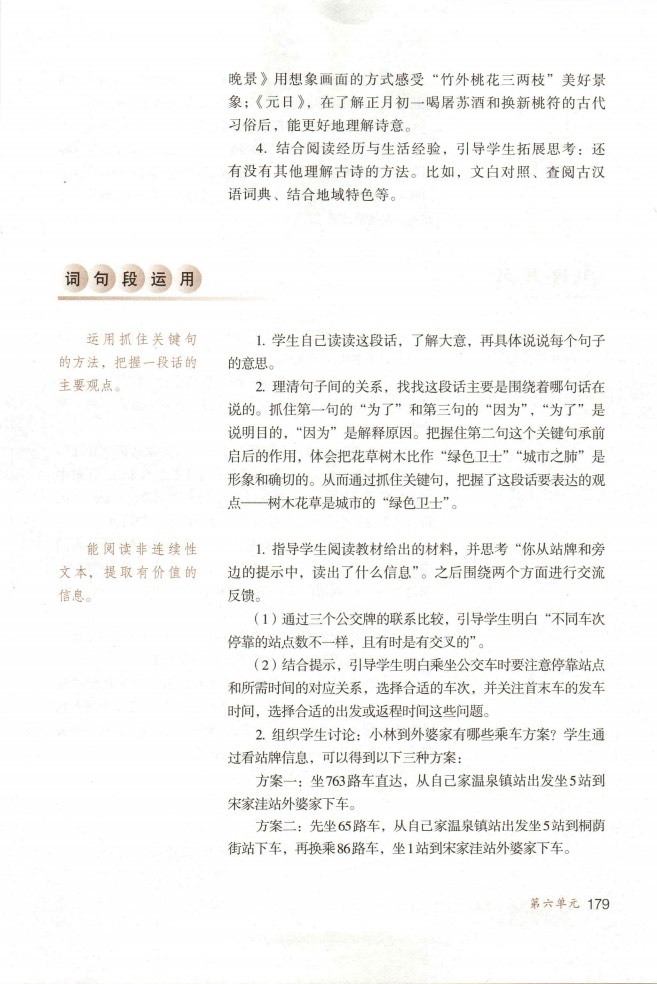 晚景》用想象画面的方式感受“竹外桃花三两枝”美好景
象;《元日》,在了解正月初一喝屠苏酒和换新桃符的古代
习俗后,能更好地理解诗意。
4. 结合阅读经历与生活经验,引导学生拓展思考:还
有没有其他理解古诗的方法。比如,文白对照、查阅古汉
语词典、结合地域特色等。
词句段运用
运用抓住关键句
的方法,把握一段话的
主要观点。
1. 学生自己读读这段话,了解大意,再具体说说每个句子
的意思。
2. 理清句子间的关系,找找这段话主要是围绕着哪句话在
说的。抓住第一句的“为了”和第三句的“因为”,“为了”是
说明目的,“因为”是解释原因。把握住第二句这个关键句承前
启后的作用,体会把花草树木比作“绿色卫士”“城市之肺”是
形象和确切的。从而通过抓住关键句,把握了这段话要表达的观
点——树木花草是城市的“绿色卫士”。
能阅读非连续性
文本,提取有价值的
信息。
1. 指导学生阅读教材给出的材料,并思考“你从站牌和旁
边的提示中,读出了什么信息”。之后围绕两个方面进行交流
反馈。
(1)通过三个公交牌的联系比较,引导学生明白“不同车次
停靠的站点数不一样,且有时是有交叉的”。
(2)结合提示,引导学生明白乘坐公交车时要注意停靠站点
和所需时间的对应关系,选择合适的车次,并关注首末车的发车
时间,选择合适的出发或返程时间这些问题。
2. 组织学生讨论:小林到外婆家有哪些乘车方案?学生通
过看站牌信息,可以得到以下三种方案:
方案一:坐763路车直达,从自己家温泉镇站出发坐5站到
宋家洼站外婆家下车。
方案二:先坐65路车,从自己家温泉镇站出发坐5站到桐荫
街站下车,再换乘86路车,坐1站到宋家洼站外婆家下车。
第六单元 179